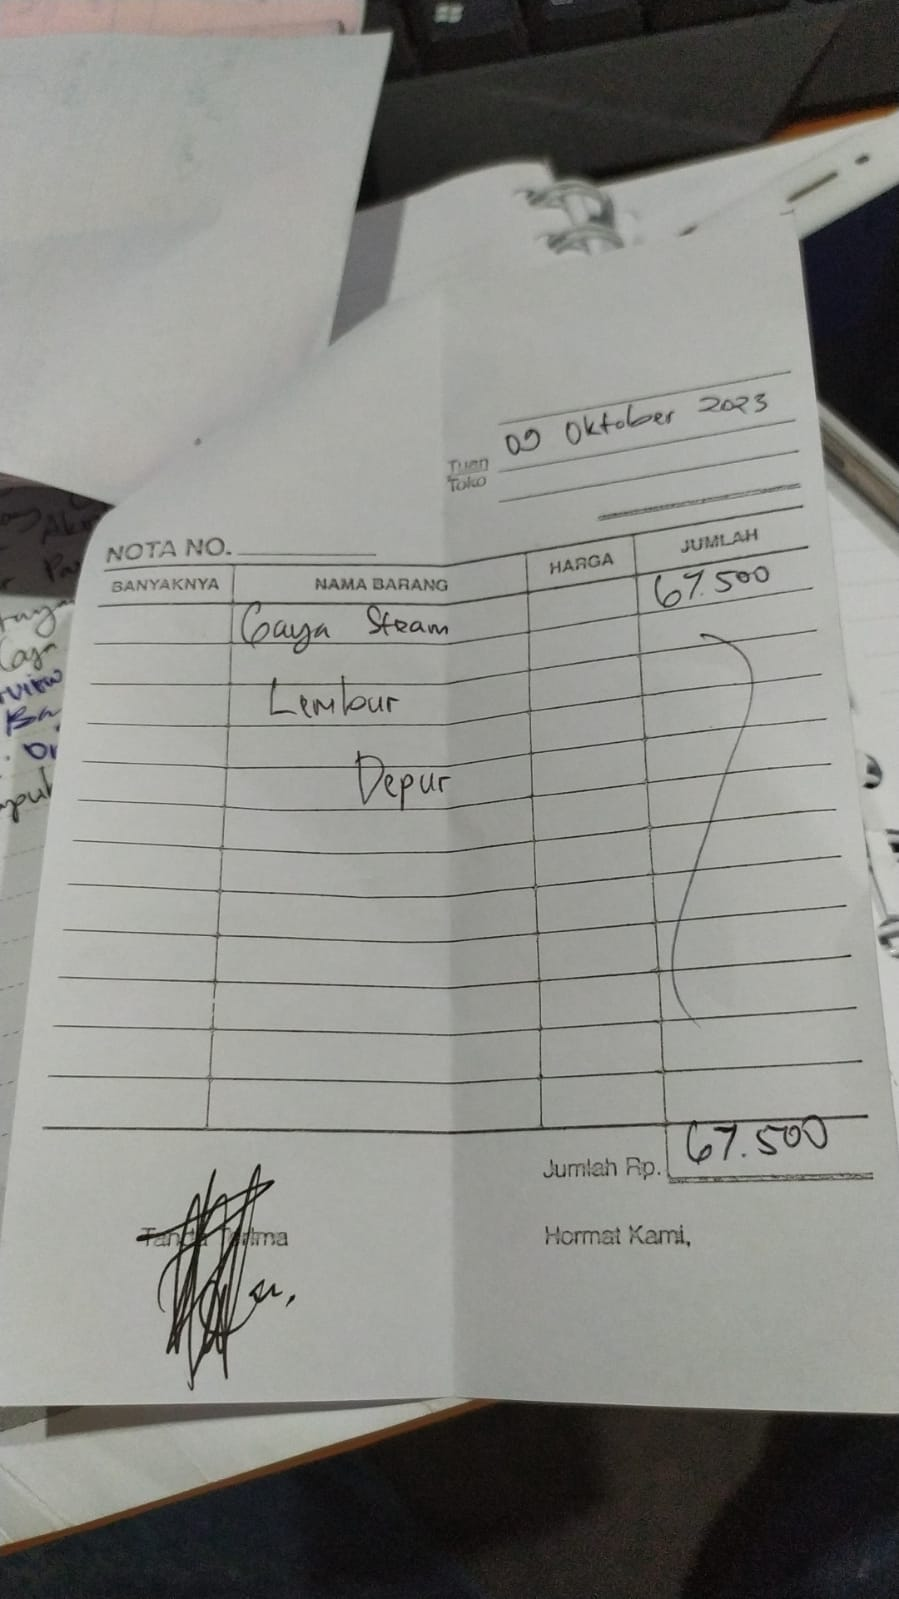 09 Oktober 2023
Tuan
Toko
NOTA NO.
BANYAKNYA NAMA BARANG HARGA JUMLAH
Gaya Steam 67.500
Lembur
Depur
Jumlah Rp. 67.500
Tanda Terima Hormat Kami,